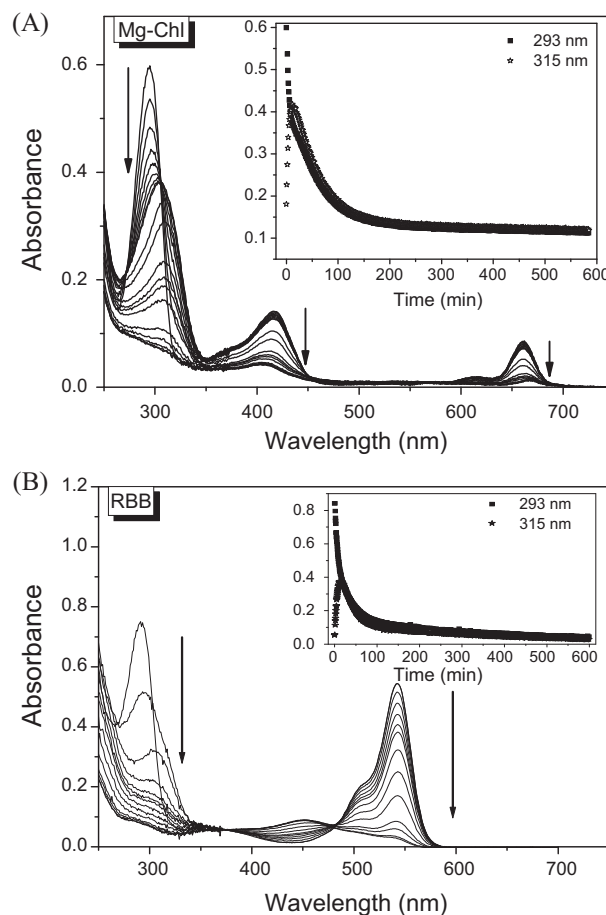 (A)
Mg-Chl
293 nm
315 nm
0.6
0.5
0.4
0.3
0.2
0.1
0 100 200 300 400 500 600
Time (min)
0.6
0.4
0.2
0.0
Absorbance
300 400 500 600 700
Wavelength (nm)
(B)
RBB
293 nm
315 nm
0.8
0.6
0.4
0.2
0.0
0 100 200 300 400 500 600
Time (min)
1.2
1.0
0.8
0.6
0.4
0.2
0.0
Absorbance
300 400 500 600 700
Wavelength (nm)